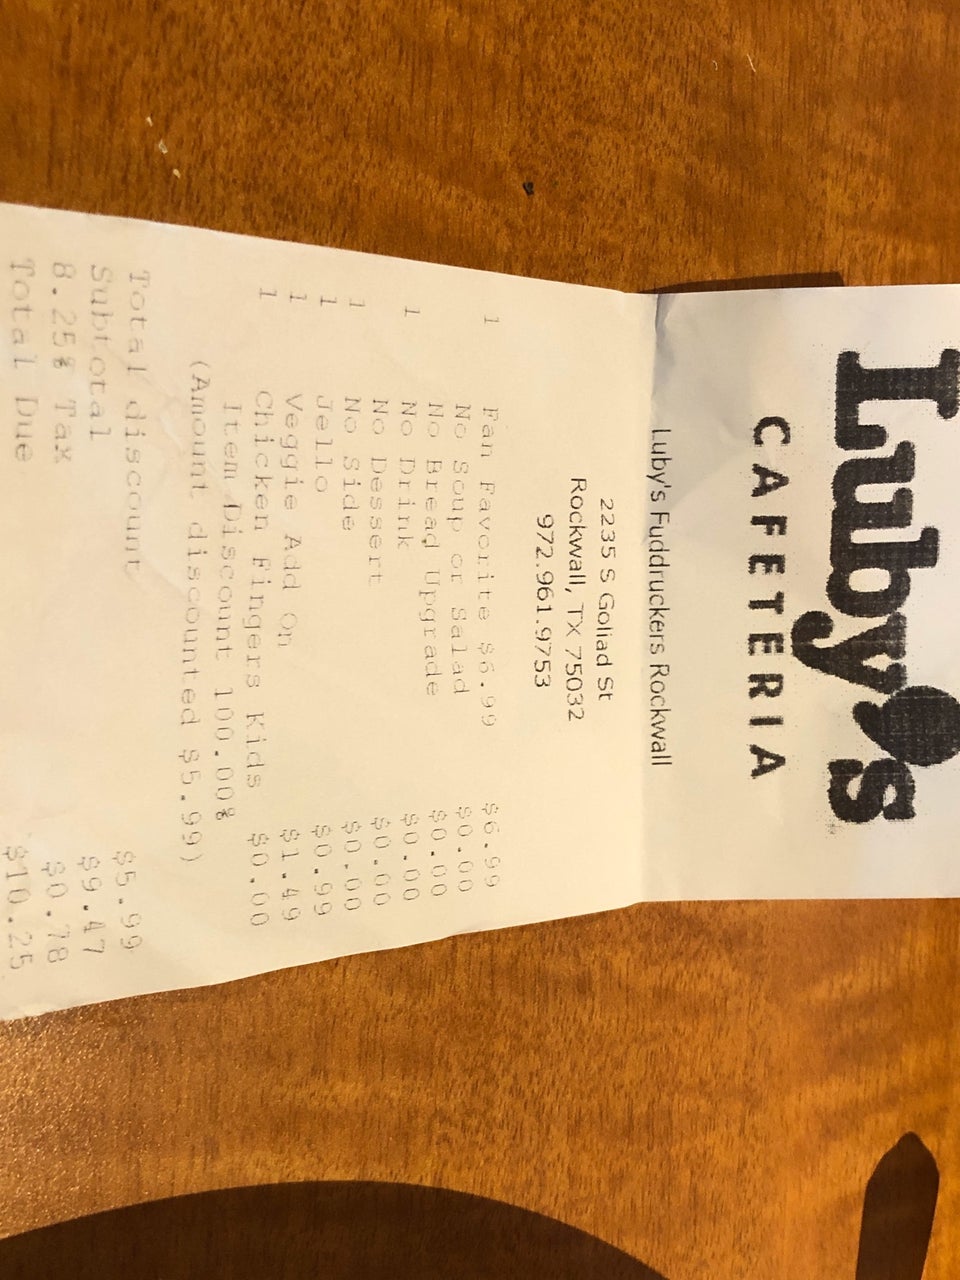 Luby's
CAFETERIA
Luby's Fuddruckers Rockwall
2235 S Goliad St
Rockwall, TX 75032
972.961.9753
1 Fan Favorite $6.99 $6.99
No Soup or Salad $0.00
No Bread Upgrade $0.00
1 No Drink $0.00
No Dessert $0.00
1 No Side $0.00
1 Jello $0.99
1 Veggie Add On $1.49
1 Chicken Fingers Kids $0.00
Item Discount 100.00%
(Amount discounted $5.99)
Total discount $5.99
Subtotal $9.47
8.25% Tax $0.78
Total Due $10.25